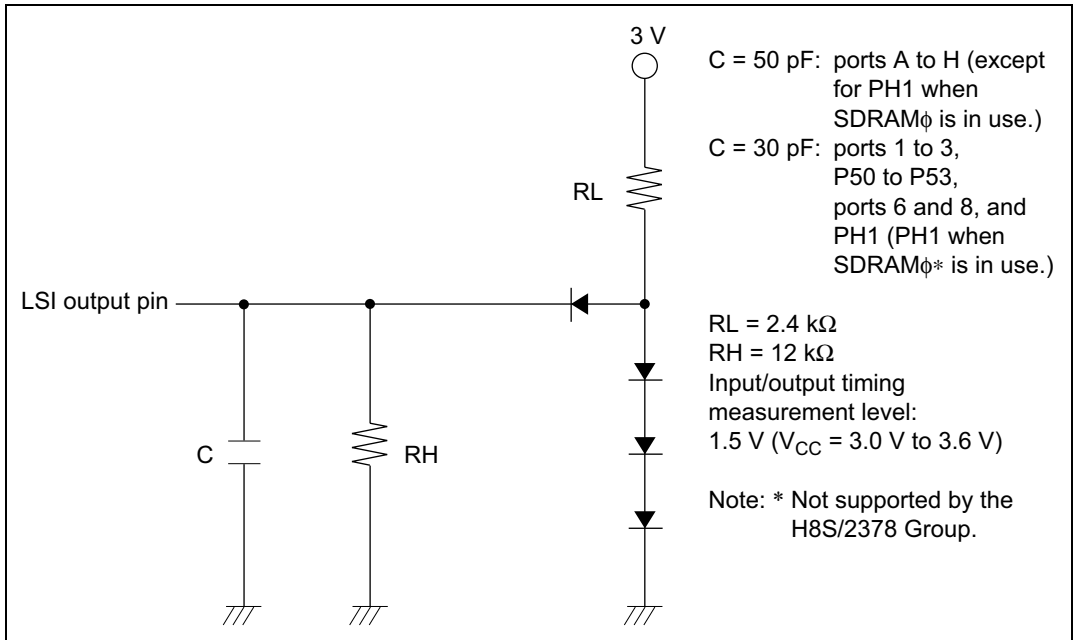 3 V
RL
LSI output pin
C
RH
C = 50 pF: ports A to H (except
for PH1 when
SDRAMϕ is in use.)
C = 30 pF: ports 1 to 3,
P50 to P53,
ports 6 and 8, and
PH1 (PH1 when
SDRAMϕ* is in use.)
RL = 2.4 kΩ
RH = 12 kΩ
Input/output timing
measurement level:
1.5 V (VCC = 3.0 V to 3.6 V)
Note: * Not supported by the
H8S/2378 Group.